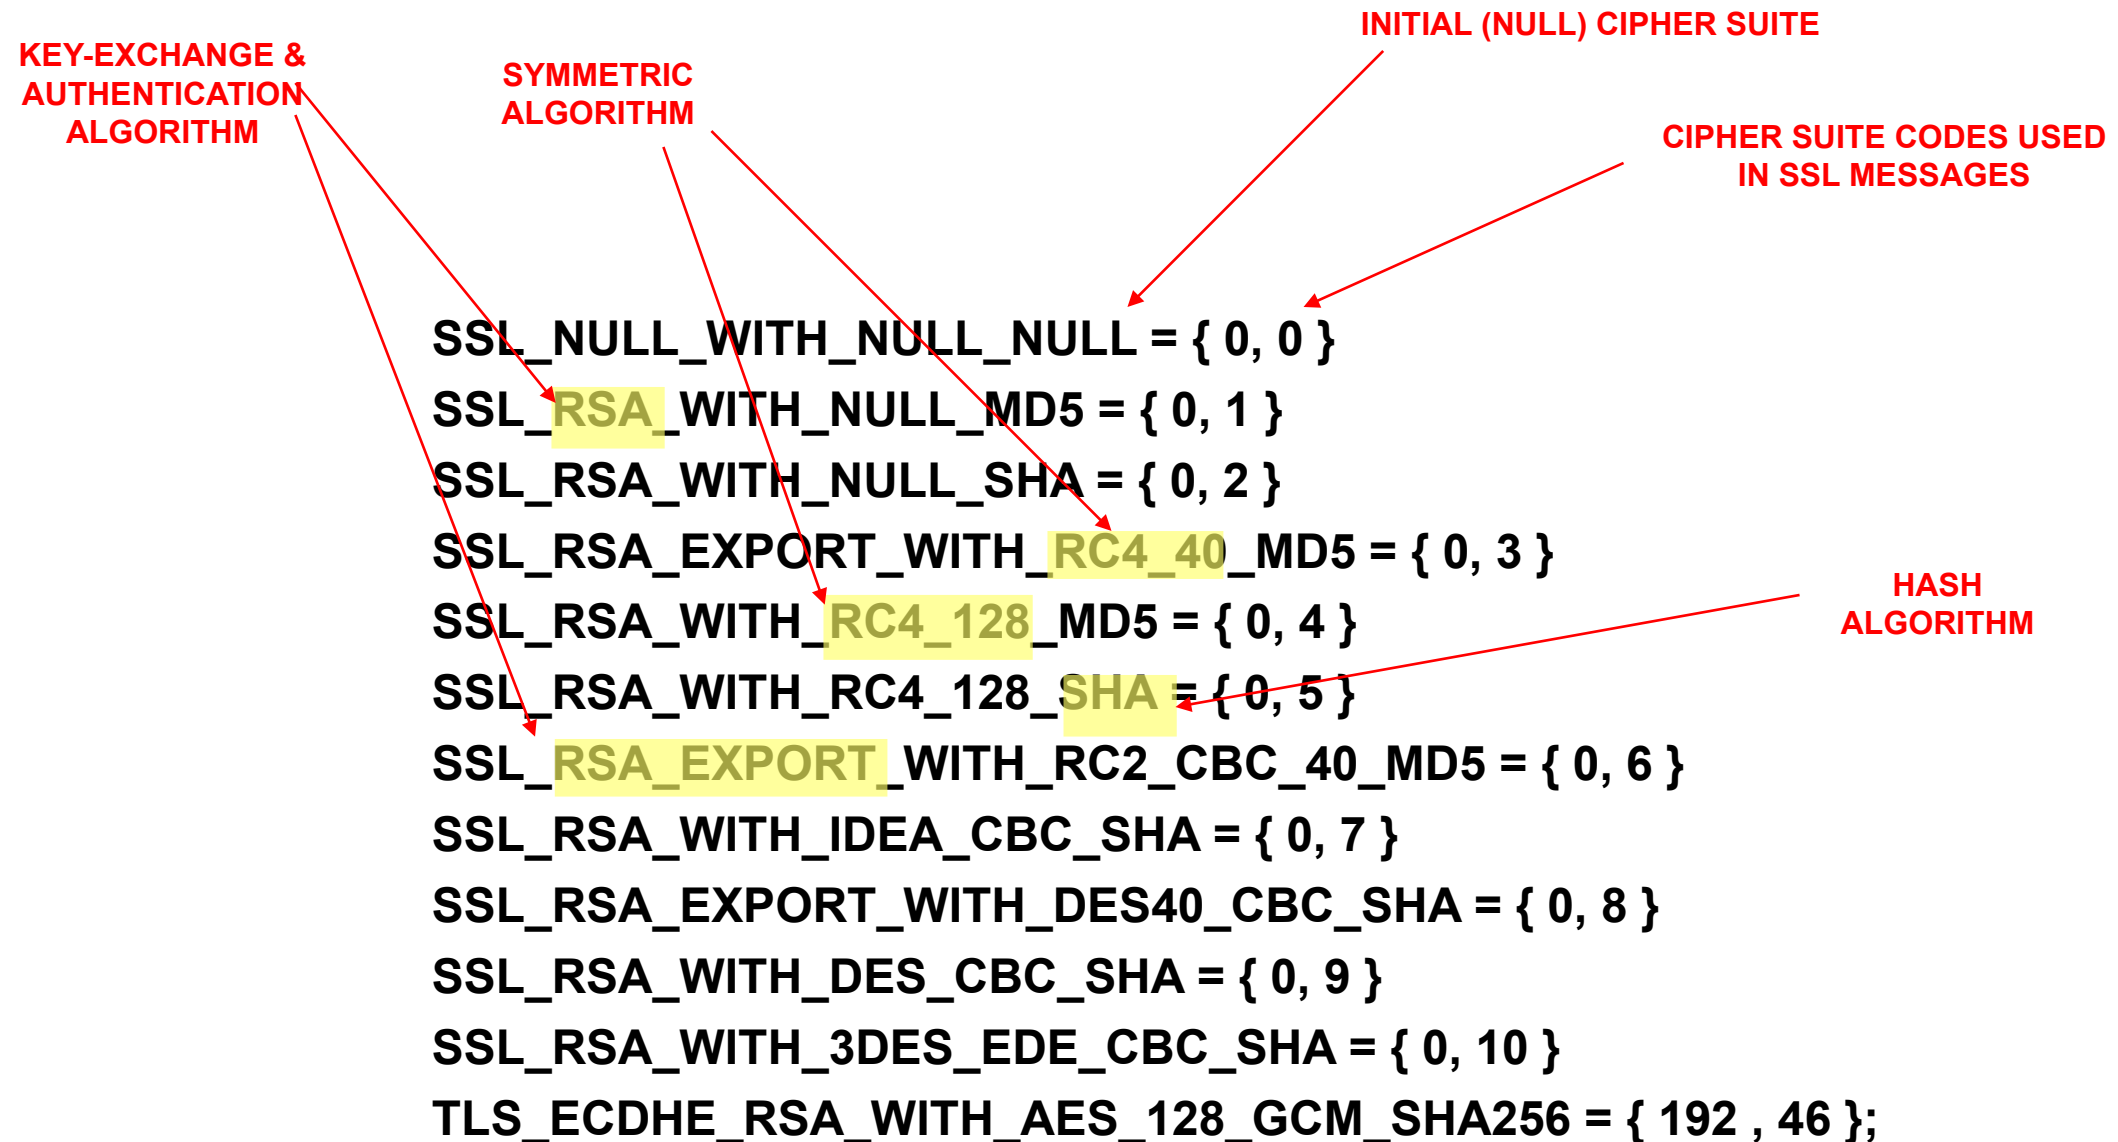 INITIAL (NULL) CIPHER SUITE
KEY-EXCHANGE &
AUTHENTICATION
ALGORITHM
SYMMETRIC
ALGORITHM
CIPHER SUITE CODES USED
IN SSL MESSAGES
SSL_NULL_WITH_NULL_NULL = { 0, 0 }
SSL_RSA_WITH_NULL_MD5 = { 0, 1 }
SSL_RSA_WITH_NULL_SHA = { 0, 2 }
SSL_RSA_EXPORT_WITH_RC4_40_MD5 = { 0, 3 }
SSL_RSA_WITH_RC4_128_MD5 = { 0, 4 }
SSL_RSA_WITH_RC4_128_SHA = { 0, 5 }
SSL_RSA_EXPORT_WITH_RC2_CBC_40_MD5 = { 0, 6 }
SSL_RSA_WITH_IDEA_CBC_SHA = { 0, 7 }
SSL_RSA_EXPORT_WITH_DES40_CBC_SHA = { 0, 8 }
SSL_RSA_WITH_DES_CBC_SHA = { 0, 9 }
SSL_RSA_WITH_3DES_EDE_CBC_SHA = { 0, 10 }
TLS_ECDHE_RSA_WITH_AES_128_GCM_SHA256 = { 192 , 46 };
HASH
ALGORITHM